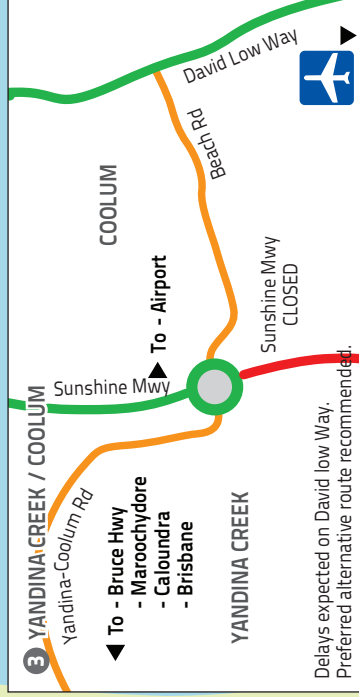 3 YANDINA CREEK / COOLUM
Yandina-Coolum Rd
Sunshine Mwy
To - Airport
COOLUM
David Low Way
Beach Rd
To - Bruce Hwy
- Maroochydore
- Caloundra
- Brisbane
YANDINA CREEK
Sunshine Mwy
CLOSED
Delays expected on David low Way.
Preferred alternative route recommended.